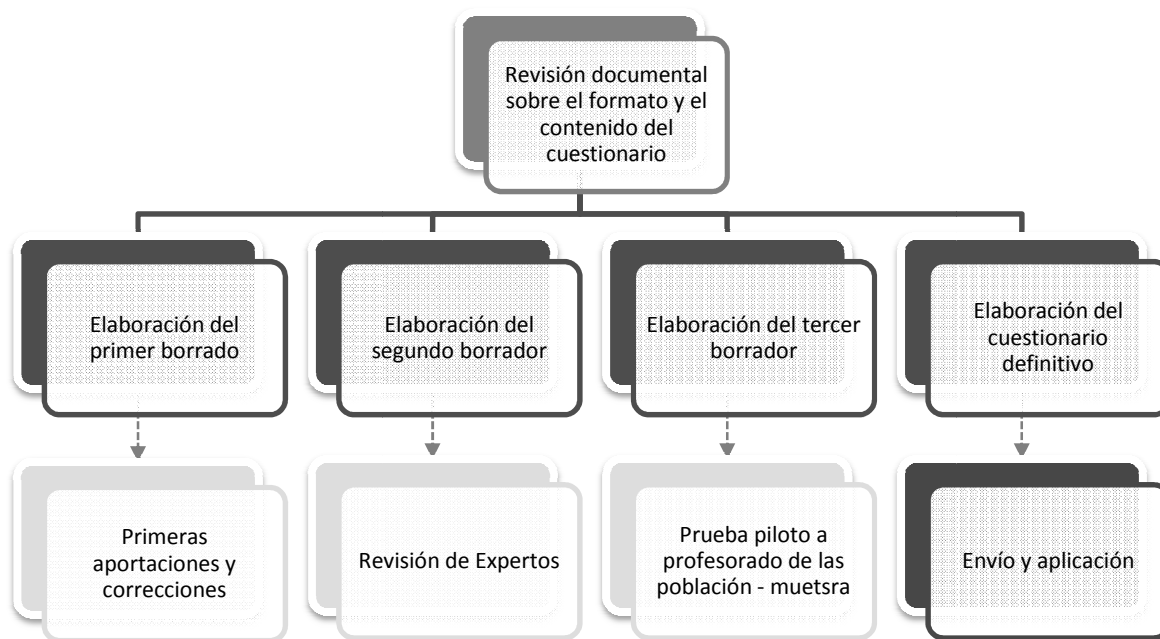 Revisión documental
sobre el formato y el
contenido del
cuestionario
Elaboración del
primer borrado
Elaboración del
segundo borrador
Elaboración del tercer
borrador
Elaboración del
cuestionario
definitivo
Primeras
aportaciones y
correcciones
Revisión de Expertos
Prueba piloto a
profesorado de las
población - muetsra
Envío y aplicación